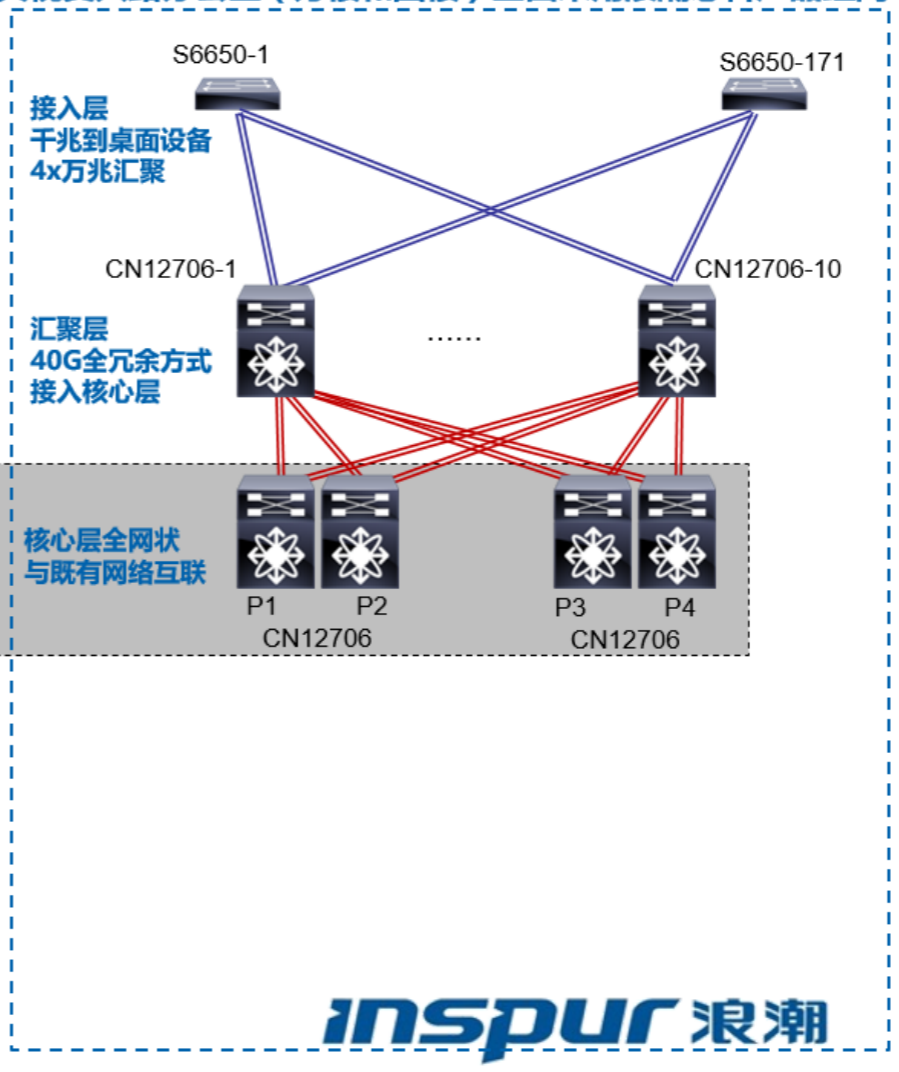 S6650-1
S6650-171
接入层
千兆到桌面设备
4x万兆汇聚
CN12706-1
CN12706-10
汇聚层
40G全冗余方式
接入核心层
......
核心层全网状
与既有网络互联
P1
P2
P3
P4
CN12706
CN12706
inspur 浪潮